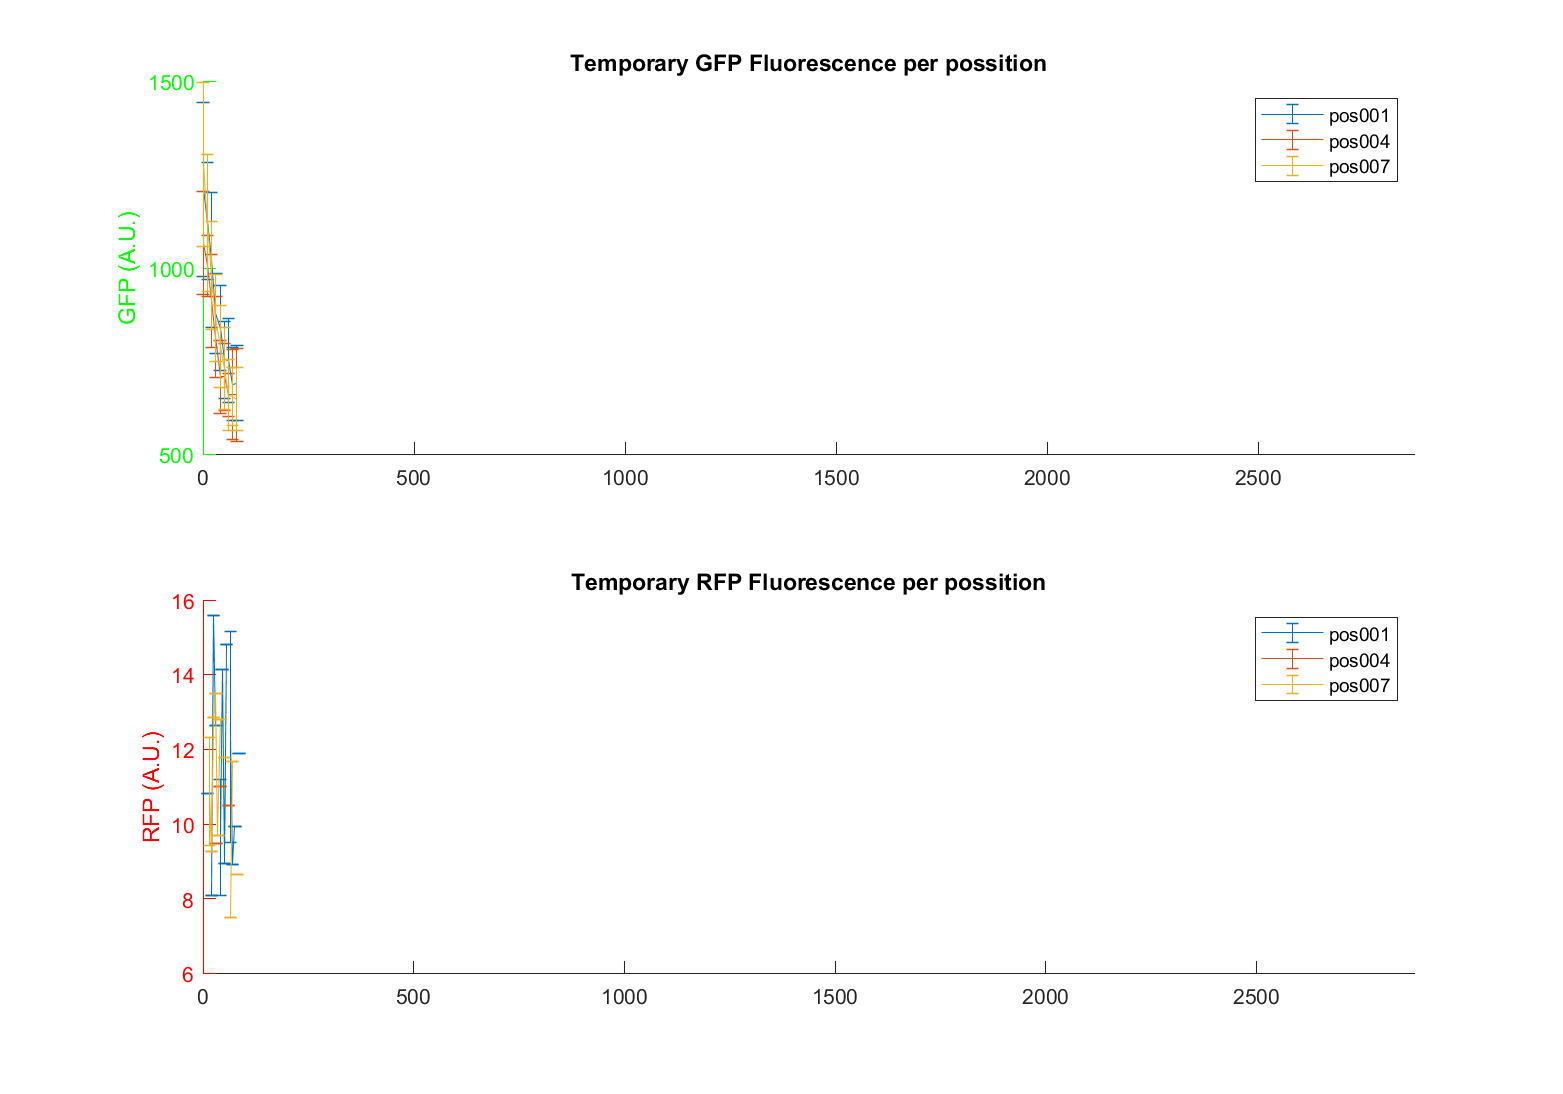 Temporary GFP Fluorescence per possition
1500
1000
500
GFP (A.U.)
pos001
pos004
pos007
0 500 1000 1500 2000 2500
Temporary RFP Fluorescence per possition
16
14
12
10
8
6
RFP (A.U.)
pos001
pos004
pos007
0 500 1000 1500 2000 2500